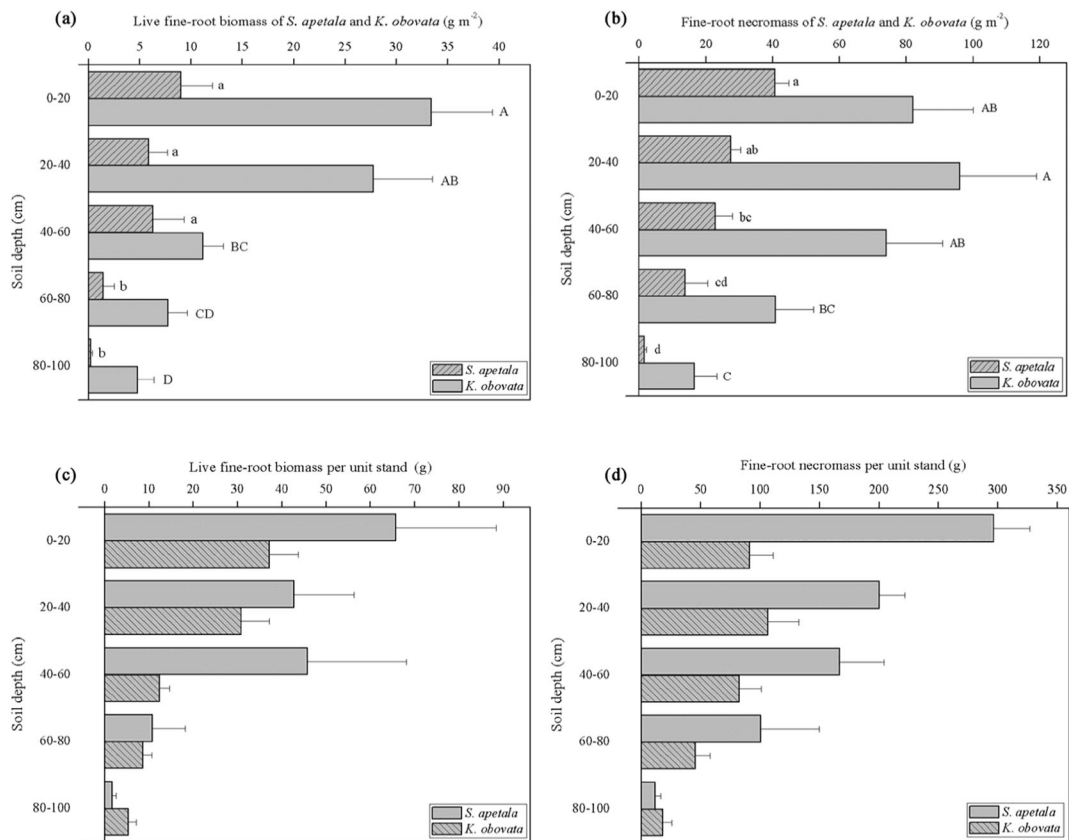 (a)
Live fine-root biomass of S. apetala and K. obovata (g m-2)
0 5 10 15 20 25 30 35 40
Soil depth (cm)
0-20
a
A
20-40
a
AB
40-60
a
BC
60-80
b
CD
80-100
b
D
S. apetala
K. obovata
(b)
Fine-root necromass of S. apetala and K. obovata (g m-2)
0 20 40 60 80 100 120
Soil depth (cm)
0-20
a
AB
20-40
ab
A
40-60
bc
AB
60-80
cd
BC
80-100
d
C
S. apetala
K. obovata
(c)
Live fine-root biomass per unit stand (g)
0 10 20 30 40 50 60 70 80 90
Soil depth (cm)
0-20
20-40
40-60
60-80
80-100
S. apetala
K. obovata
(d)
Fine-root necromass per unit stand (g)
0 50 100 150 200 250 300 350
Soil depth (cm)
0-20
20-40
40-60
60-80
80-100
S. apetala
K. obovata